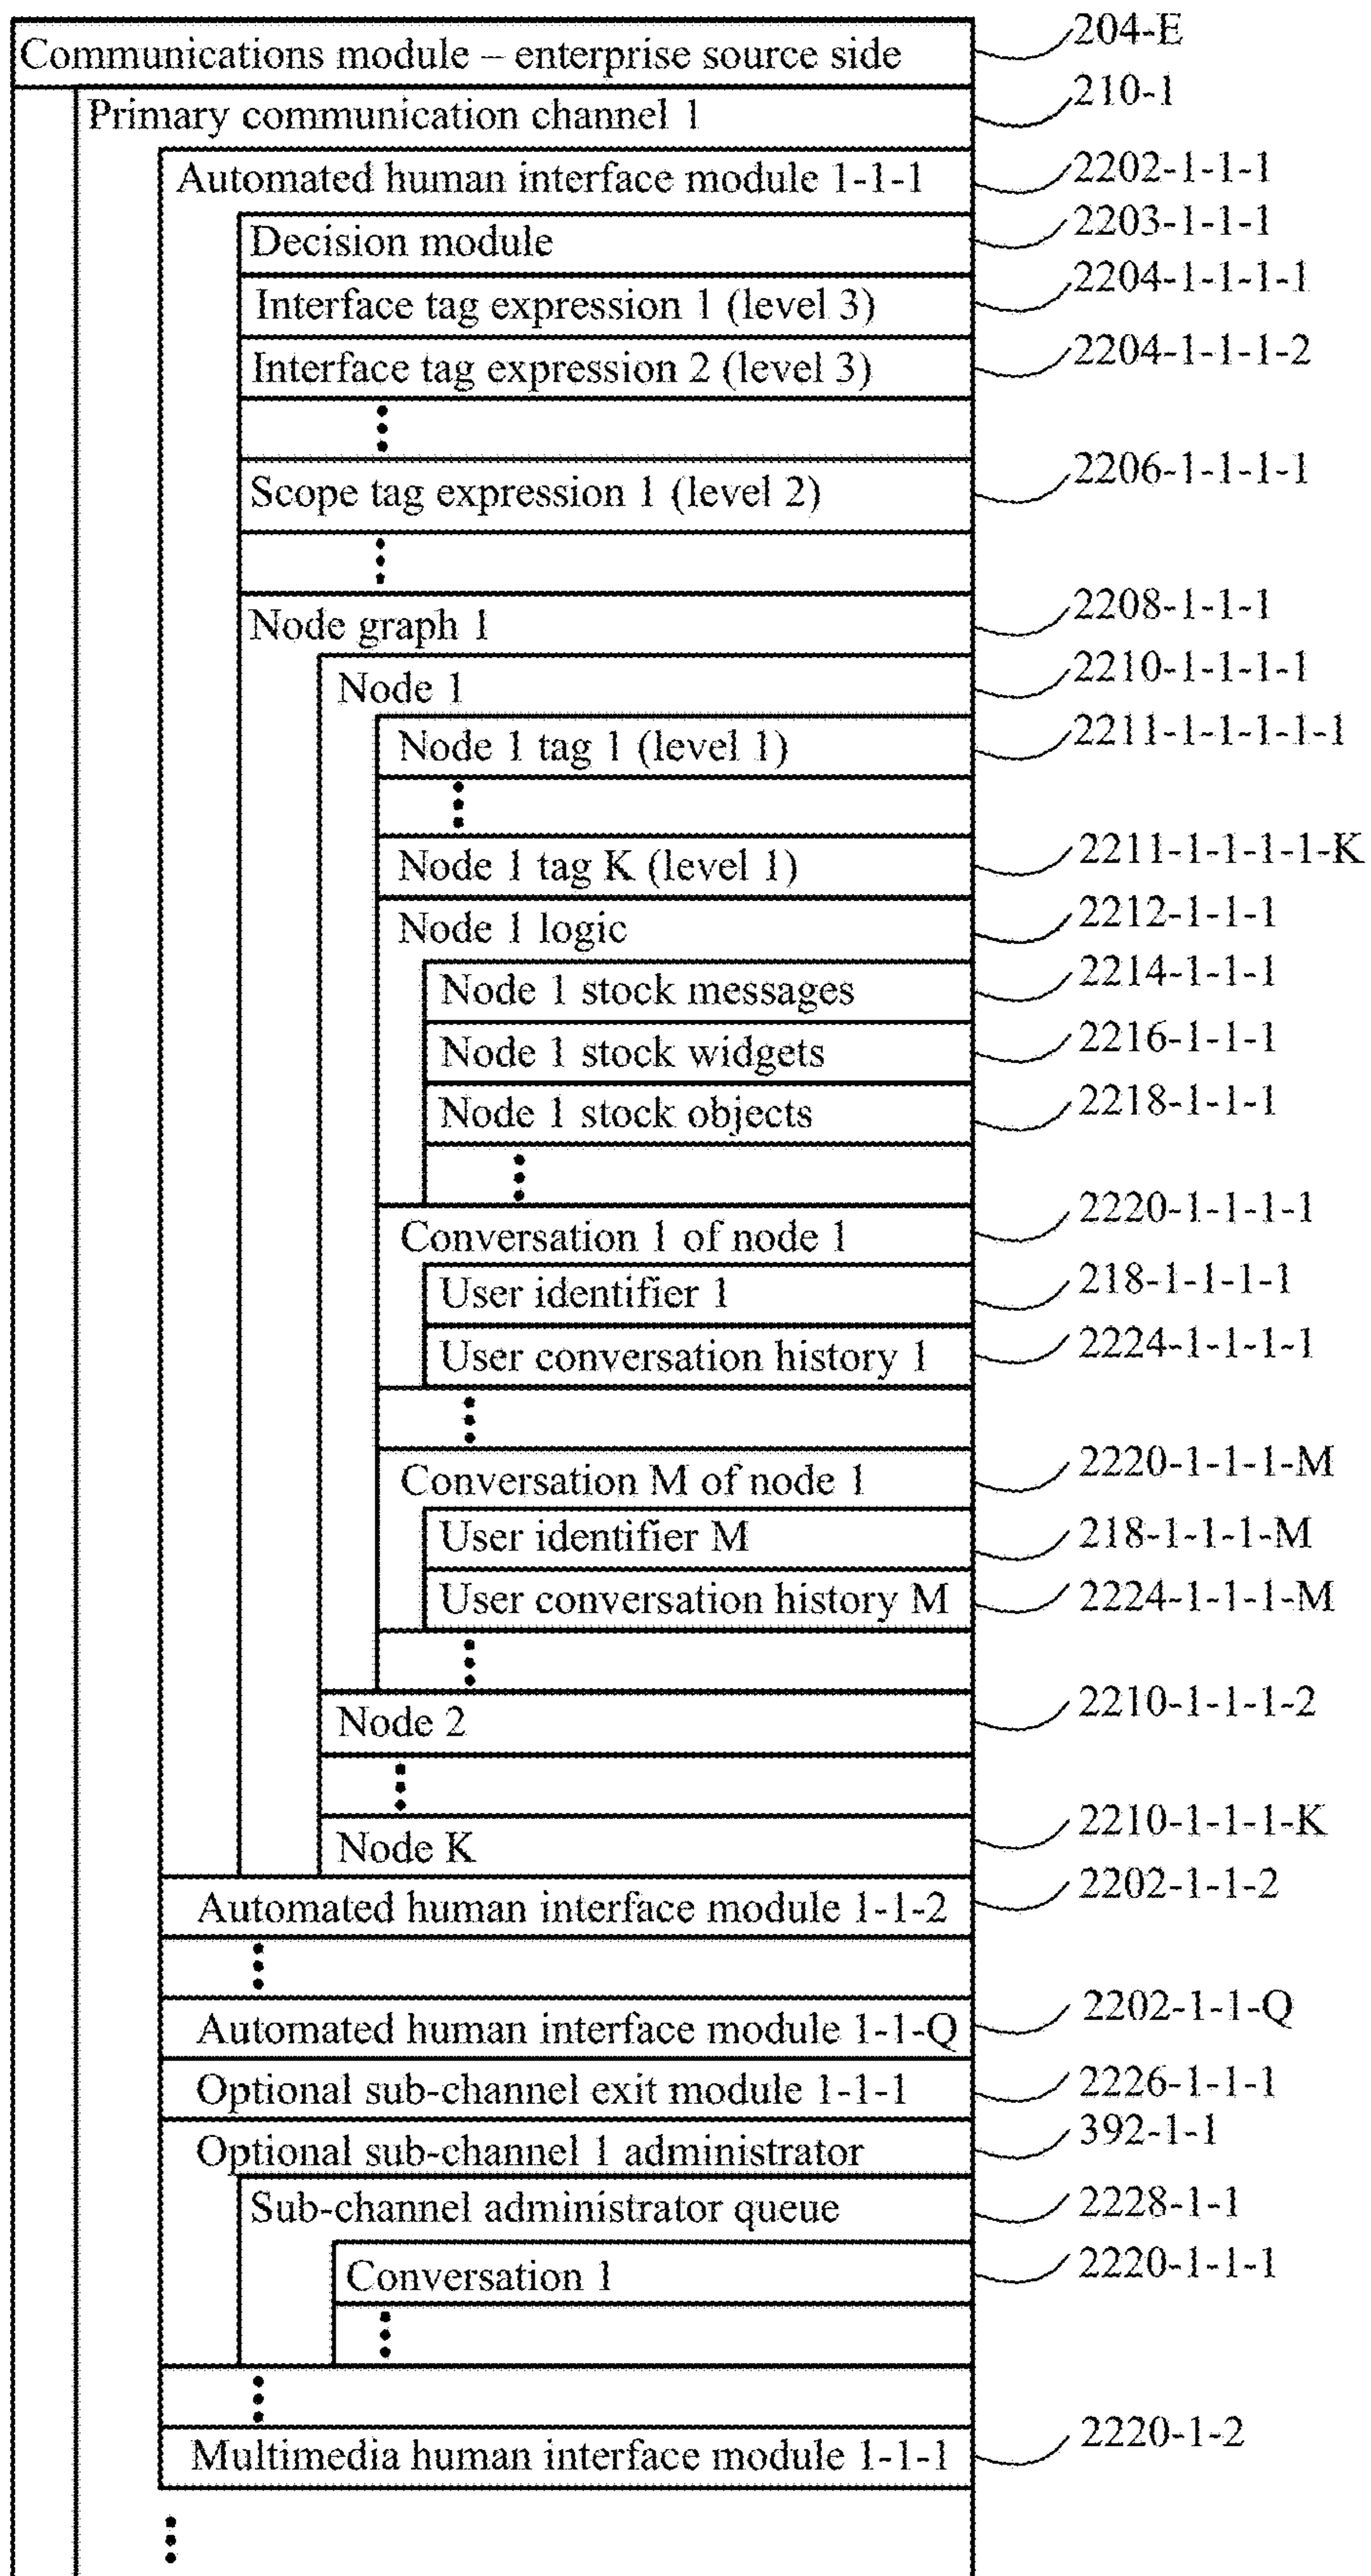 Communications module – enterprise source side 204-E
Primary communication channel 1 210-1
Automated human interface module 1-1-1 2202-1-1-1
Decision module 2203-1-1-1
Interface tag expression 1 (level 3) 2204-1-1-1-1
Interface tag expression 2 (level 3) 2204-1-1-1-2
Scope tag expression 1 (level 2) 2206-1-1-1-1
Node graph 1 2208-1-1-1
Node 1 2210-1-1-1-1
Node 1 tag 1 (level 1) 2211-1-1-1-1-1
Node 1 tag K (level 1) 2211-1-1-1-1-K
Node 1 logic 2212-1-1-1
Node 1 stock messages 2214-1-1-1
Node 1 stock widgets 2216-1-1-1
Node 1 stock objects 2218-1-1-1
Conversation 1 of node 1 2220-1-1-1-1
User identifier 1 218-1-1-1-1
User conversation history 1 2224-1-1-1-1
Conversation M of node 1 2220-1-1-1-M
User identifier M 218-1-1-1-M
User conversation history M 2224-1-1-1-M
Node 2 2210-1-1-1-2
Node K 2210-1-1-1-K
Automated human interface module 1-1-2 2202-1-1-2
Automated human interface module 1-1-Q 2202-1-1-Q
Optional sub-channel exit module 1-1-1 2226-1-1-1
Optional sub-channel 1 administrator 392-1-1
Sub-channel administrator queue 2228-1-1
Conversation 1 2220-1-1-1
Multimedia human interface module 1-1-1 2220-1-2